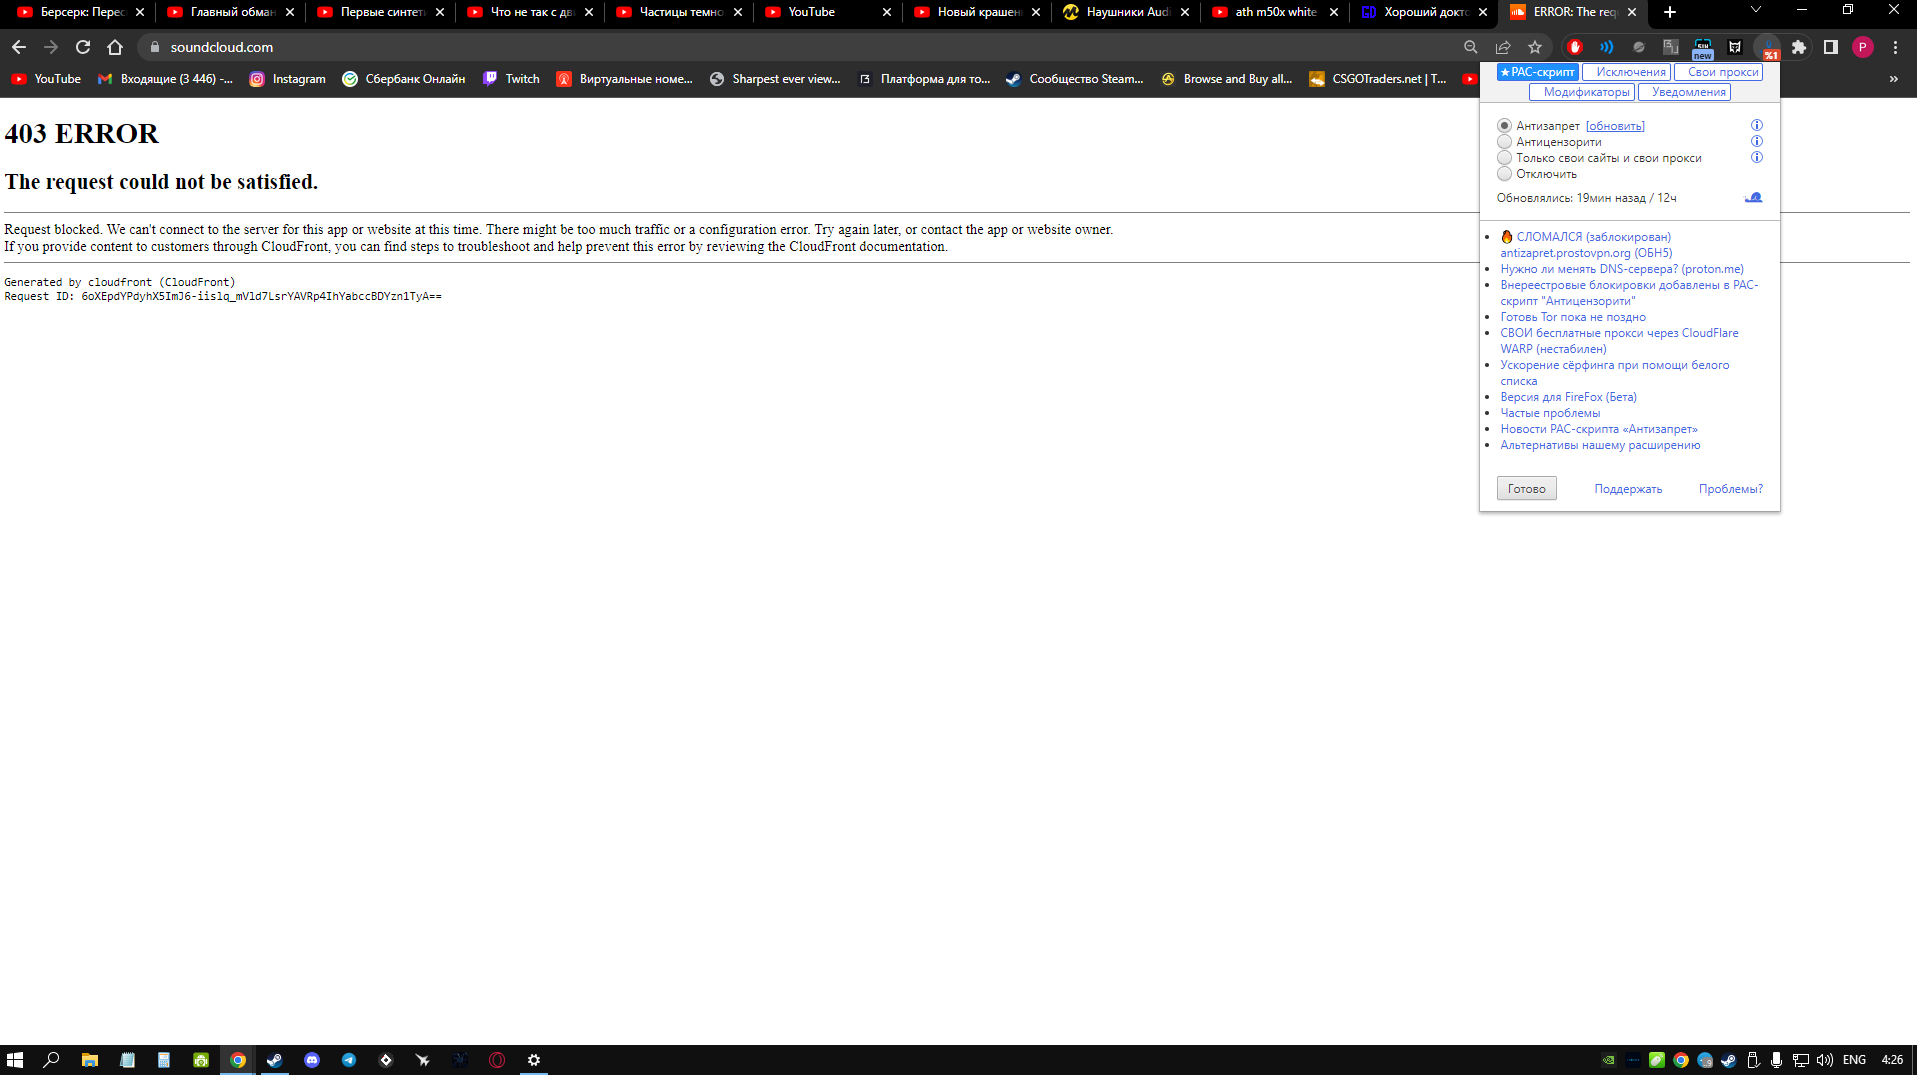 Берсерк: Перес
Главный обман
Первые синтети
Что не так с дв
Частицы темно
YouTube
Новый крашен
Наушники Audi
ath m50x white
Хороший докто
ERROR: The requ
soundcloud.com
new
%1
P
YouTube
Входящие (3 446) -...
Instagram
Сбербанк Онлайн
Twitch
Виртуальные номе...
Sharpest ever view...
Платформа для то...
Сообщество Steam...
Browse and Buy all...
CSGOTraders.net | T...
»
403 ERROR
The request could not be satisfied.
Request blocked. We can't connect to the server for this app or website at this time. There might be too much traffic or a configuration error. Try again later, or contact the app or website owner.
If you provide content to customers through CloudFront, you can find steps to troubleshoot and help prevent this error by reviewing the CloudFront documentation.
Generated by cloudfront (CloudFront)
Request ID: 6oXEpdYPdyhX5ImJ6-iislq_mVld7LsrYAVRp4IhYabccBDYzn1TyA==
★PAC-скрипт
Исключения
Свои прокси
Модификаторы
Уведомления
Антизапрет [обновить]
Антицензорити
Только свои сайты и свои прокси
Отключить
Обновлялись: 19мин назад / 12ч
СЛОМАЛСЯ (заблокирован)
antizapret.prostovpn.org (ОБН5)
Нужно ли менять DNS-сервера? (proton.me)
Внереестровые блокировки добавлены в PAC-
скрипт "Антицензорити"
Готовь Tor пока не поздно
СВОИ бесплатные прокси через CloudFlare
WARP (нестабилен)
Ускорение сёрфинга при помощи белого
списка
Версия для FireFox (Бета)
Частые проблемы
Новости PAC-скрипта «Антизапрет»
Альтернативы нашему расширению
Готово
Поддержать
Проблемы?
ENG
4:26